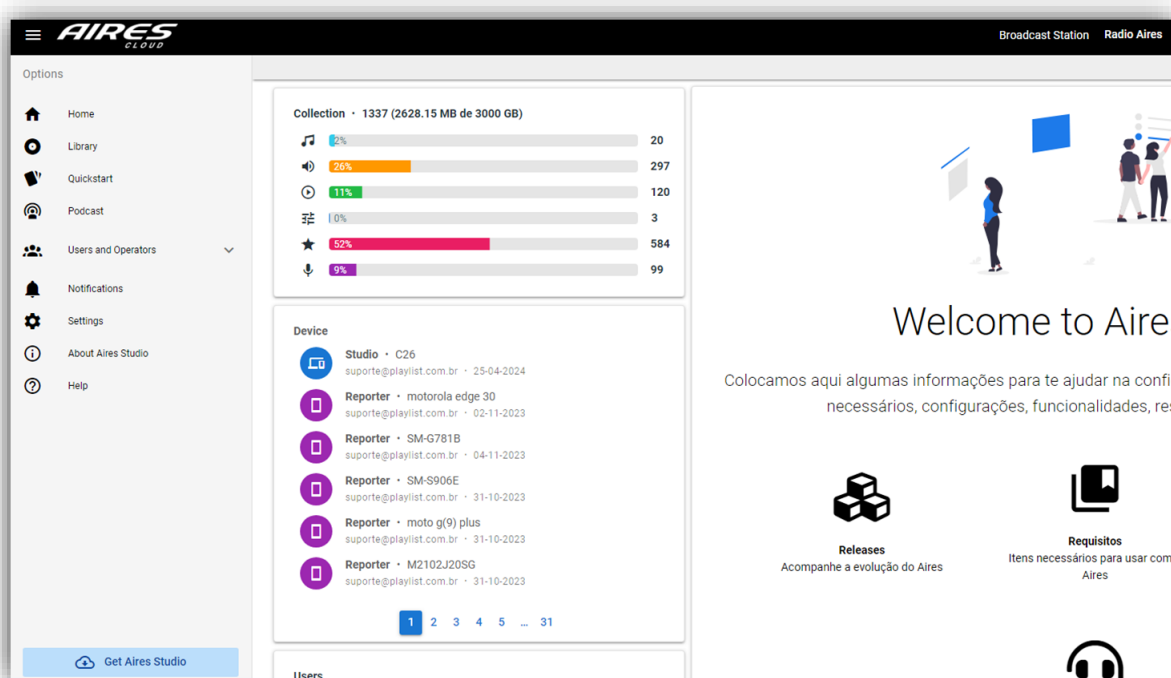 AIRES
CLOUD
Broadcast Station Radio Aires
Options
Home
Library
Quickstart
Podcast
Users and Operators
Notifications
Settings
About Aires Studio
Help
Get Aires Studio
Collection · 1337 (2628.15 MB de 3000 GB)
2% 20
26% 297
11% 120
0% 3
52% 584
9% 99
Device
Studio · C26
suporte@playlist.com.br · 25-04-2024
Reporter · motorola edge 30
suporte@playlist.com.br · 02-11-2023
Reporter · SM-G781B
suporte@playlist.com.br · 04-11-2023
Reporter · SM-S906E
suporte@playlist.com.br · 31-10-2023
Reporter · moto g(9) plus
suporte@playlist.com.br · 31-10-2023
Reporter · M2102J20SG
suporte@playlist.com.br · 31-10-2023
1 2 3 4 5 ... 31
Users
Welcome to Aire
Colocamos aqui algumas informações para te ajudar na confi
necessários, configurações, funcionalidades, re
Releases
Acompanhe a evolução do Aires
Requisitos
Itens necessários para usar com
Aires